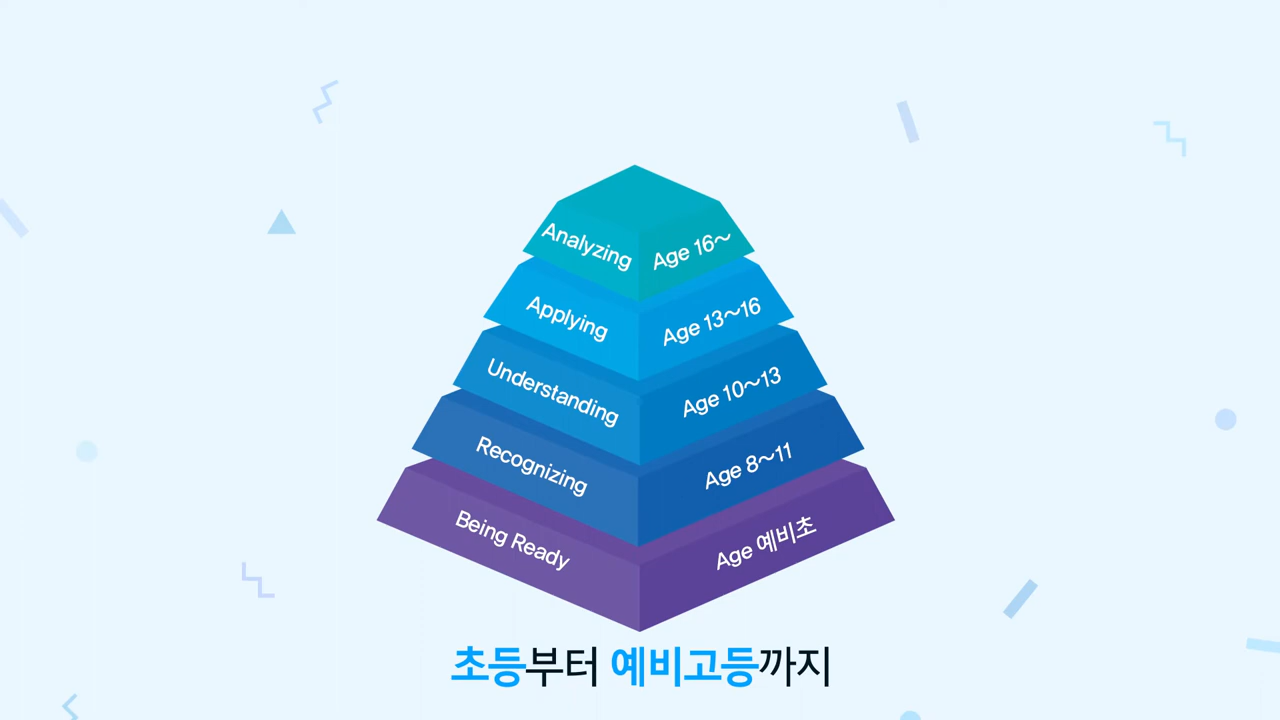 Analyzing Age 16~
Applying Age 13~16
Understanding Age 10~13
Recognizing Age 8~11
Being Ready Age 예비초
초등부터 예비고등까지